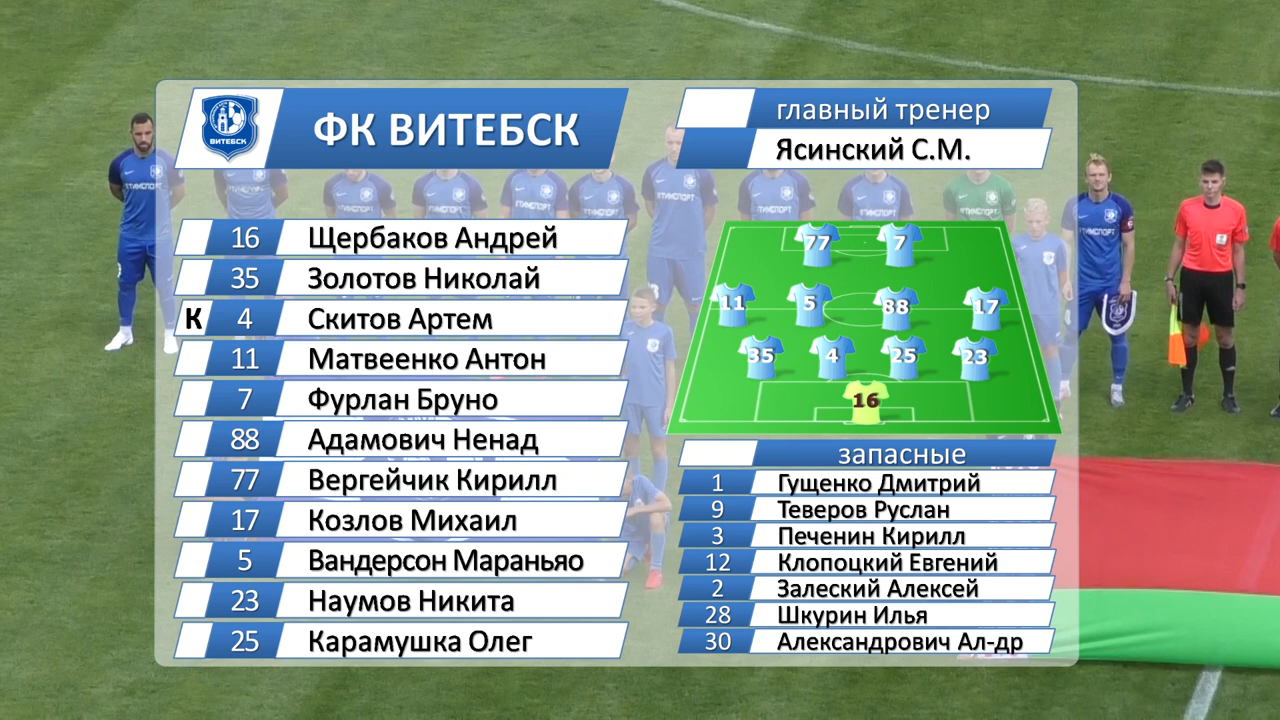 ВИТЕБСК
ФК ВИТЕБСК
16 Щербаков Андрей
35 Золотов Николай
К 4 Скитов Артем
11 Матвеенко Антон
7 Фурлан Бруно
88 Адамович Ненад
77 Вергейчик Кирилл
17 Козлов Михаил
5 Вандерсон Мараньяо
23 Наумов Никита
25 Карамушка Олег
главный тренер
Ясинский С.М.
77 7
11 5 88 17
35 4 25 23
16
запасные
1 Гущенко Дмитрий
9 Теверов Руслан
3 Печенин Кирилл
12 Клопоцкий Евгений
2 Залеский Алексей
28 Шкурин Илья
30 Александрович Ал-др